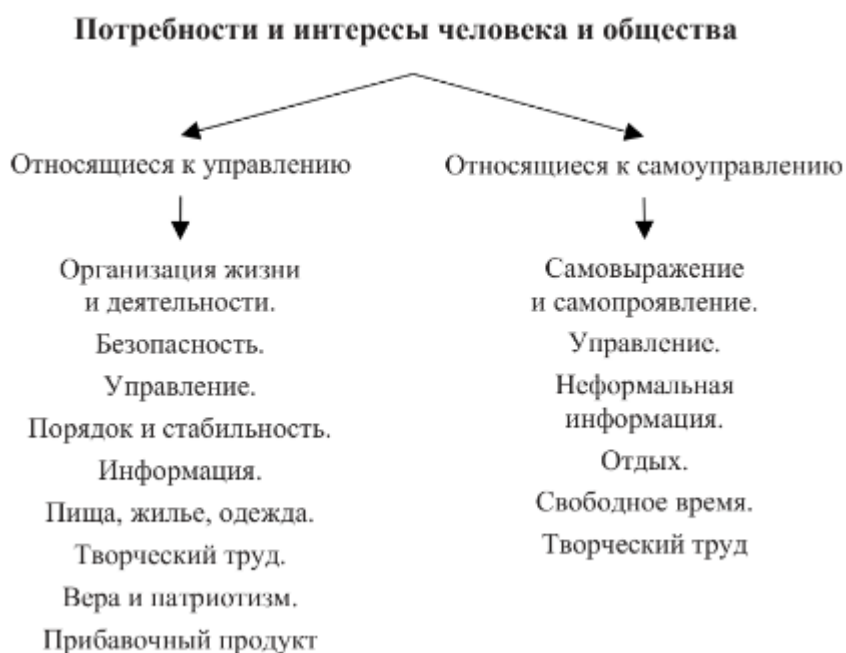 Потребности и интересы человека и общества
Относящиеся к управлению
Организация жизни
и деятельности.
Безопасность.
Управление.
Порядок и стабильность.
Информация.
Пища, жилье, одежда.
Творческий труд.
Вера и патриотизм.
Прибавочный продукт
Относящиеся к самоуправлению
Самовыражение
и самопроявление.
Управление.
Неформальная
информация.
Отдых.
Свободное время.
Творческий труд